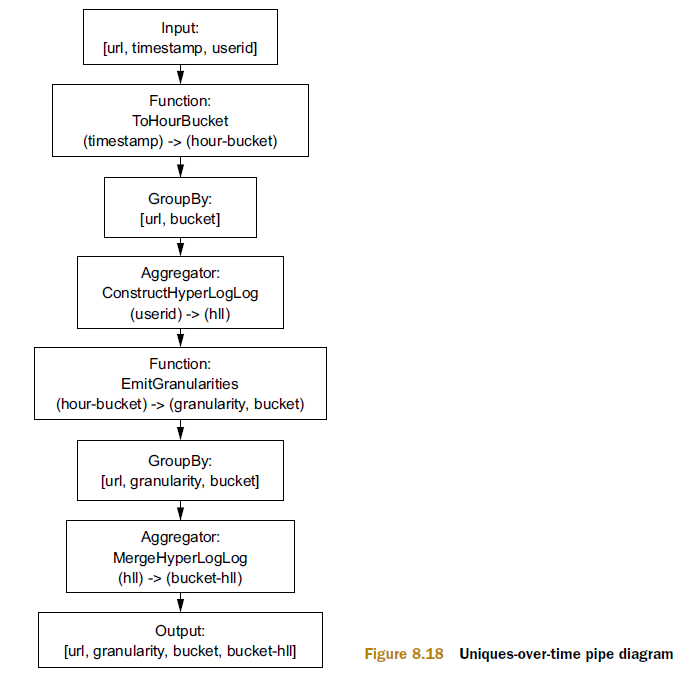 Input:
[url, timestamp, userid]
Function:
ToHourBucket
(timestamp) -> (hour-bucket)
GroupBy:
[url, bucket]
Aggregator:
ConstructHyperLogLog
(userid) -> (hll)
Function:
EmitGranularities
(hour-bucket) -> (granularity, bucket)
GroupBy:
[url, granularity, bucket]
Aggregator:
MergeHyperLogLog
(hll) -> (bucket-hll)
Output:
[url, granularity, bucket, bucket-hll]
Figure 8.18 Uniques-over-time pipe diagram